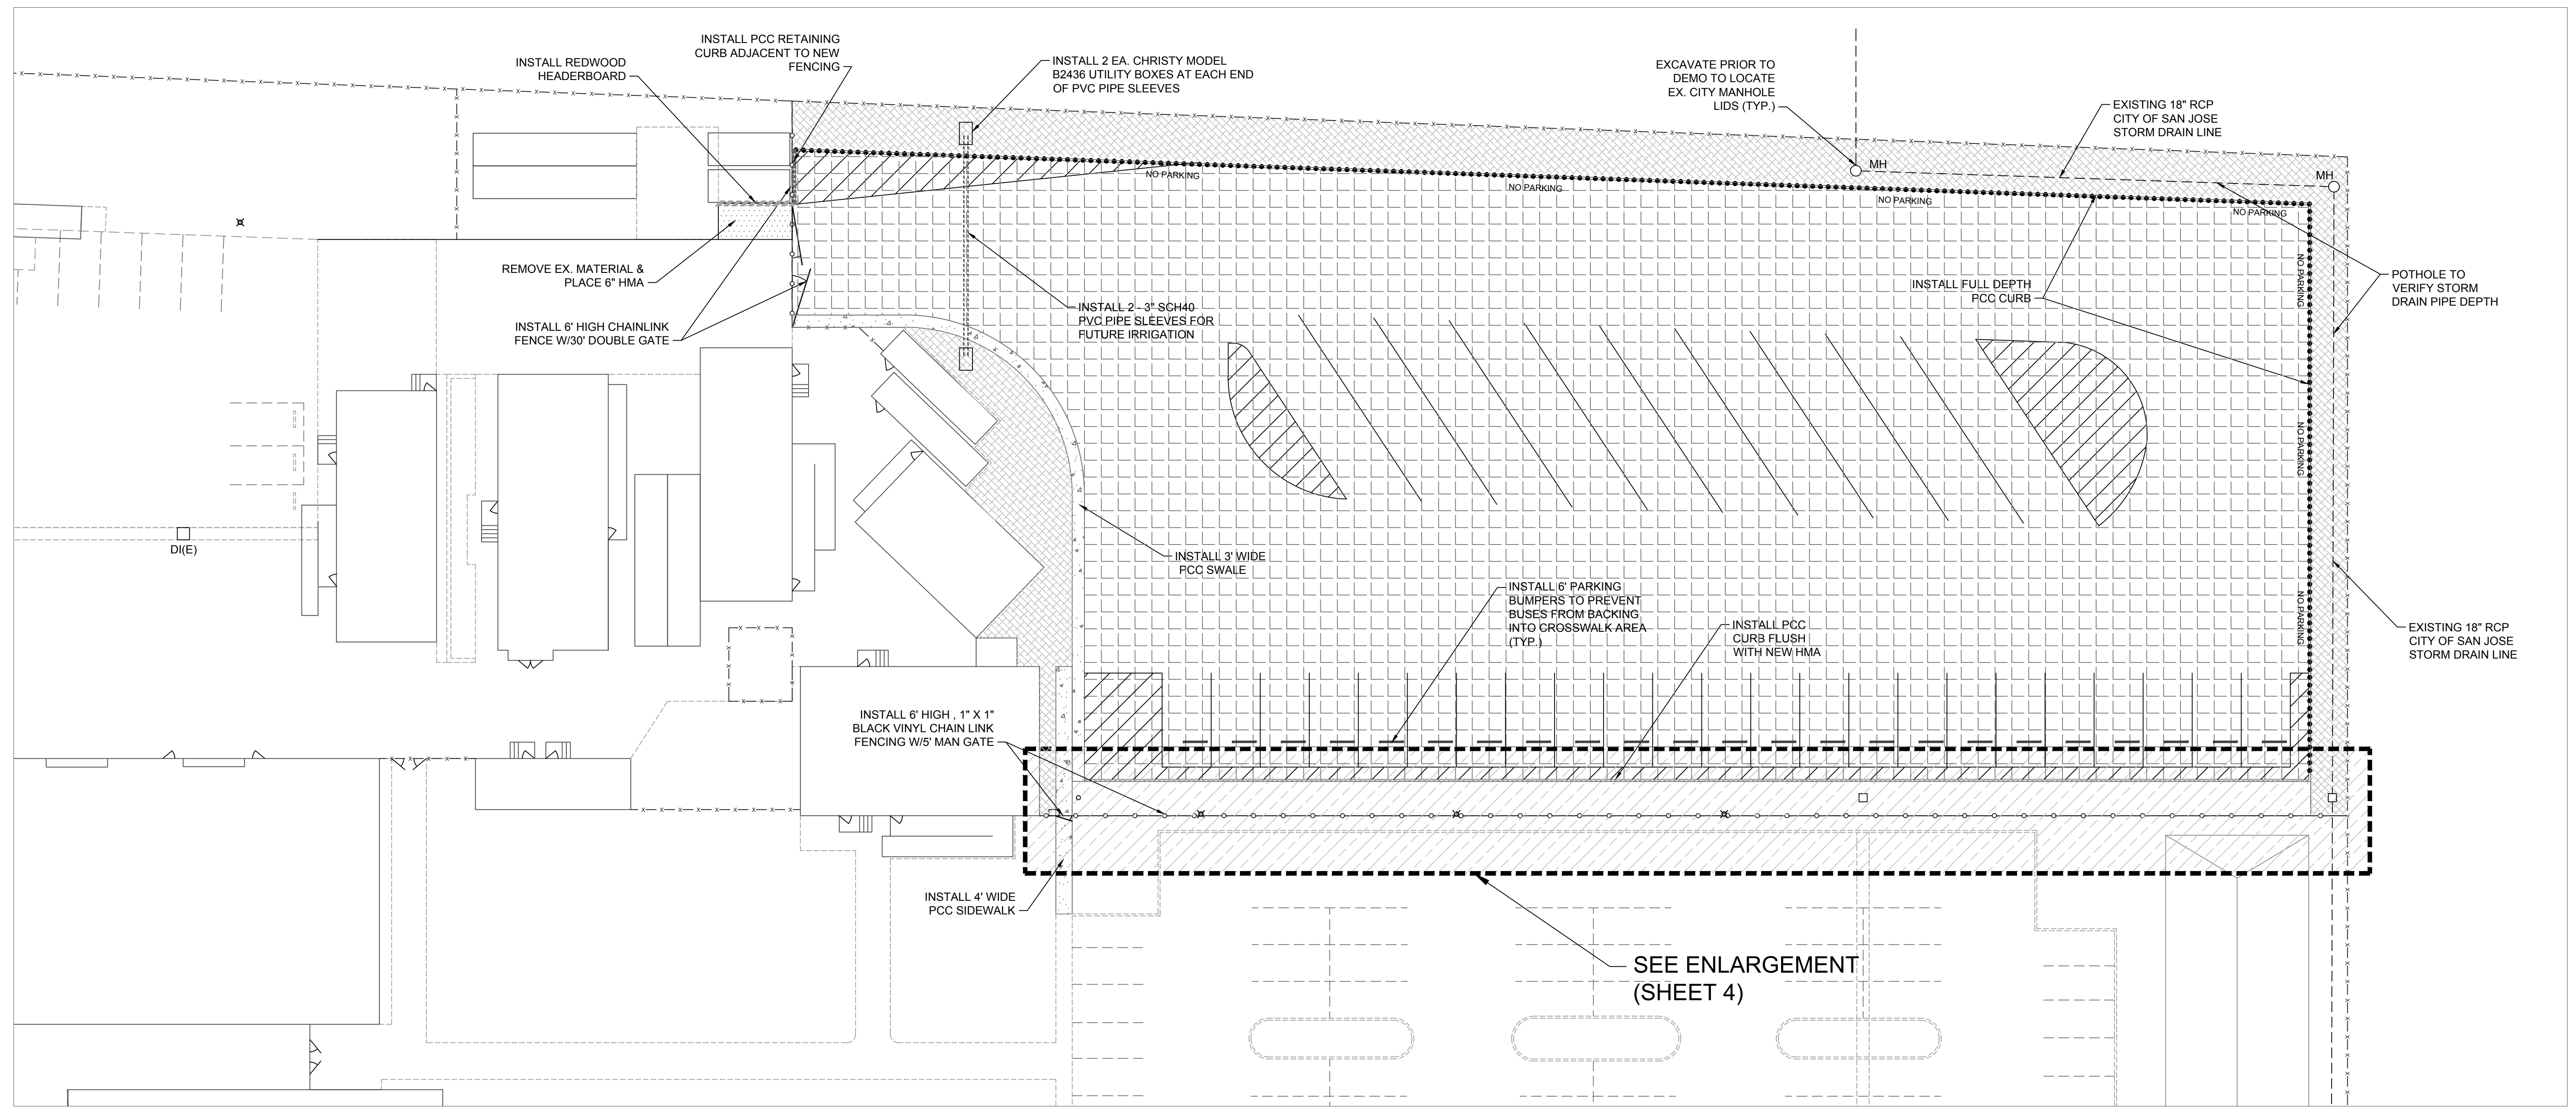 INSTALL PCC RETAINING
CURB ADJACENT TO NEW
FENCING
INSTALL REDWOOD
HEADERBOARD
INSTALL 2 EA. CHRISTY MODEL
B2436 UTILITY BOXES AT EACH END
OF PVC PIPE SLEEVES
EXCAVATE PRIOR TO
DEMO TO LOCATE
EX. CITY MANHOLE
LIDS (TYP.)
EXISTING 18" RCP
CITY OF SAN JOSE
STORM DRAIN LINE
MH
MH
NO PARKING
NO PARKING
NO PARKING
NO PARKING
REMOVE EX. MATERIAL &
PLACE 6" HMA
INSTALL 6' HIGH CHAINLINK
FENCE W/30' DOUBLE GATE
INSTALL 2 - 3" SCH40
PVC PIPE SLEEVES FOR
FUTURE IRRIGATION
INSTALL FULL DEPTH
PCC CURB
NO PARKING
POTHOLE TO
VERIFY STORM
DRAIN PIPE DEPTH
NO PARKING
DI(E)
INSTALL 3' WIDE
PCC SWALE
INSTALL 6' PARKING
BUMPERS TO PREVENT
BUSES FROM BACKING
INTO CROSSWALK AREA
(TYP.)
INSTALL PCC
CURB FLUSH
WITH NEW HMA
NO PARKING
EXISTING 18" RCP
CITY OF SAN JOSE
STORM DRAIN LINE
INSTALL 6' HIGH , 1" X 1"
BLACK VINYL CHAIN LINK
FENCING W/5' MAN GATE
INSTALL 4' WIDE
PCC SIDEWALK
SEE ENLARGEMENT
(SHEET 4)